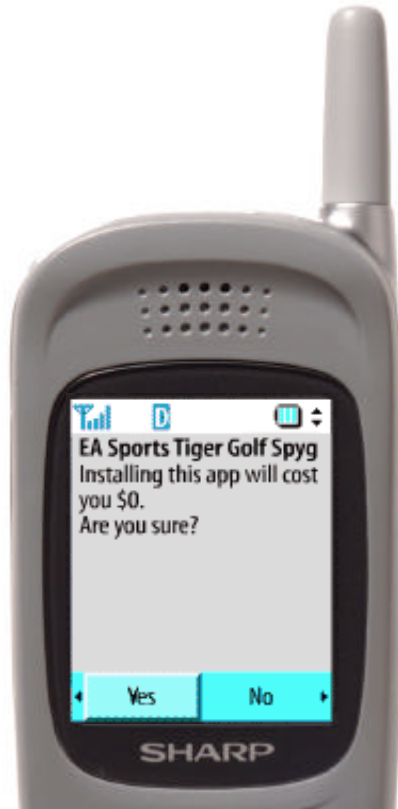 D
EA Sports Tiger Golf Spyg
Installing this app will cost
you $0.
Are you sure?
Yes No
SHARP